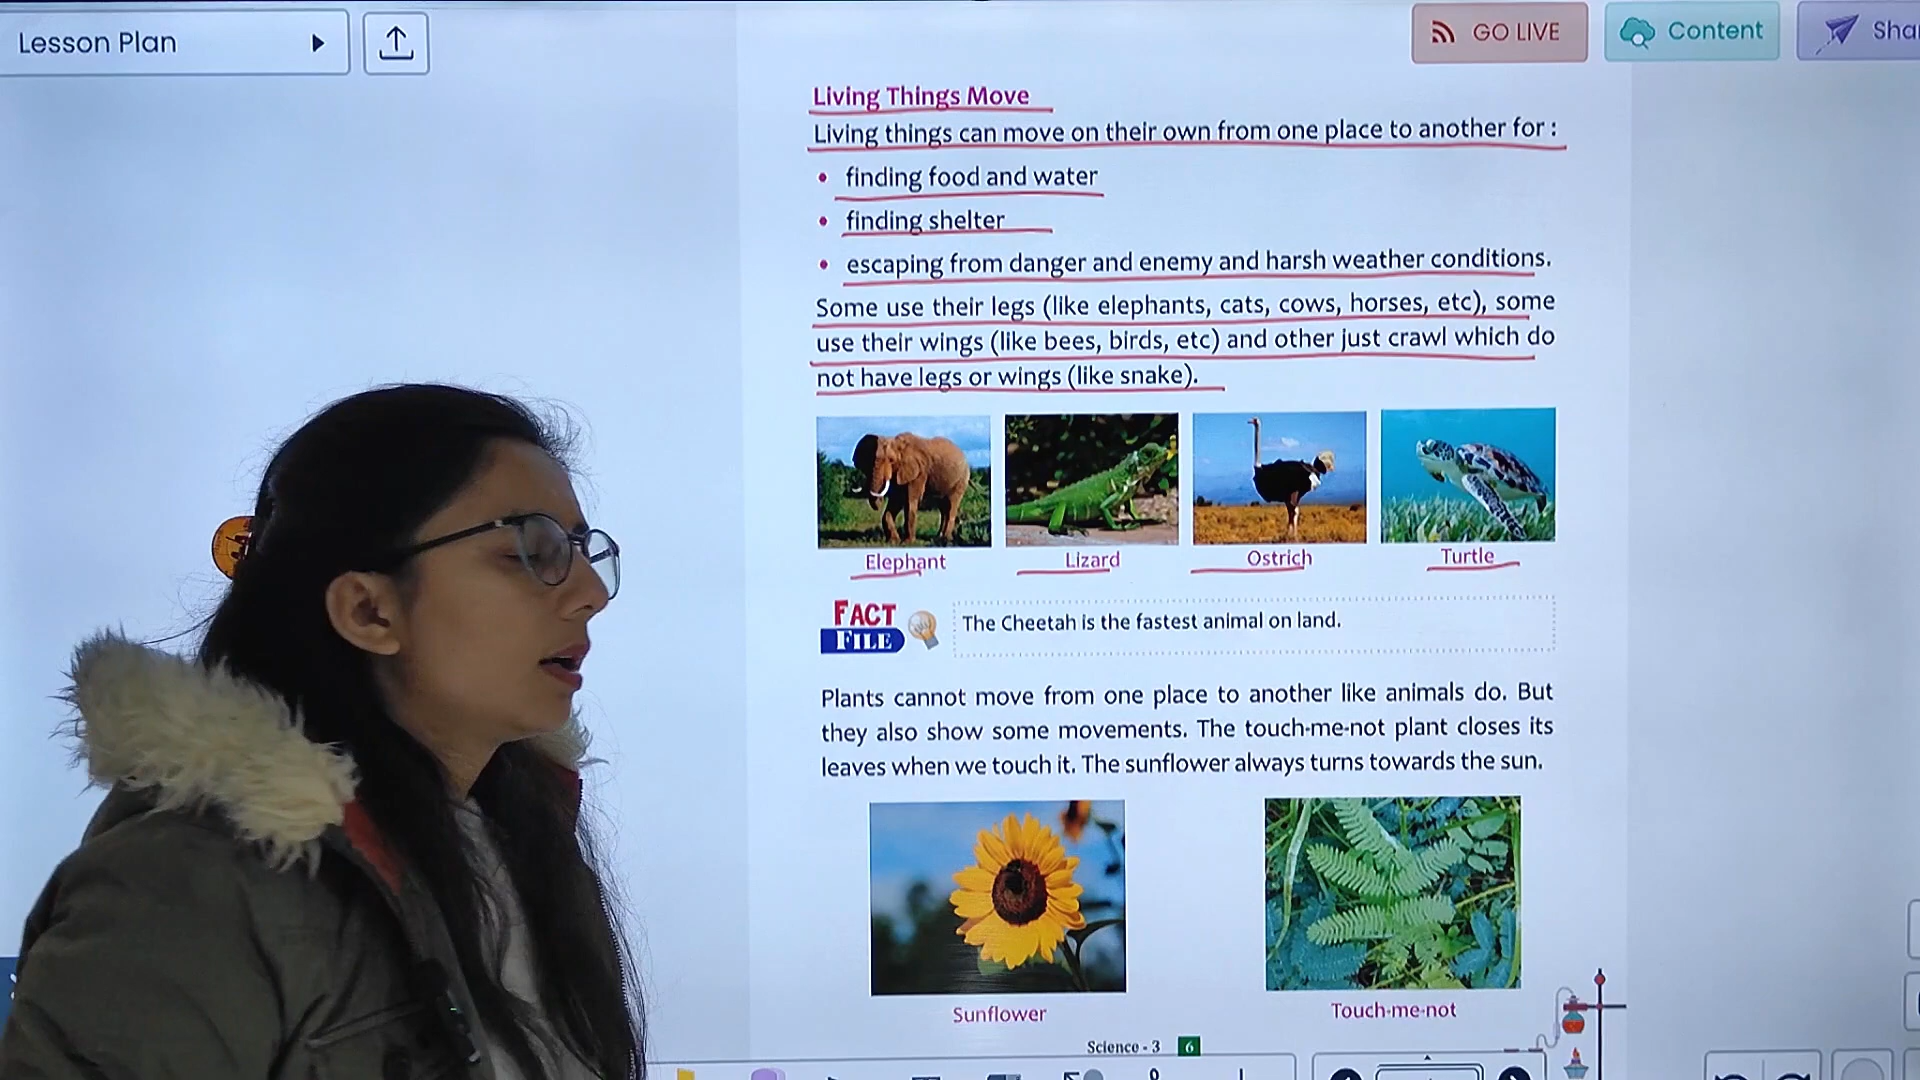 Lesson Plan
GO LIVE
Content
Living Things Move
Living things can move on their own from one place to another for :
• finding food and water
• finding shelter
• escaping from danger and enemy and harsh weather conditions.
Some use their legs (like elephants, cats, cows, horses, etc), some
use their wings (like bees, birds, etc) and other just crawl which do
not have legs or wings (like snake).
Elephant
Lizard
Ostrich
Turtle
FACT
FILE
The Cheetah is the fastest animal on land.
Plants cannot move from one place to another like animals do. But
they also show some movements. The touch-me-not plant closes its
leaves when we touch it. The sunflower always turns towards the sun.
Sunflower
Touch-me-not
Science - 3
6